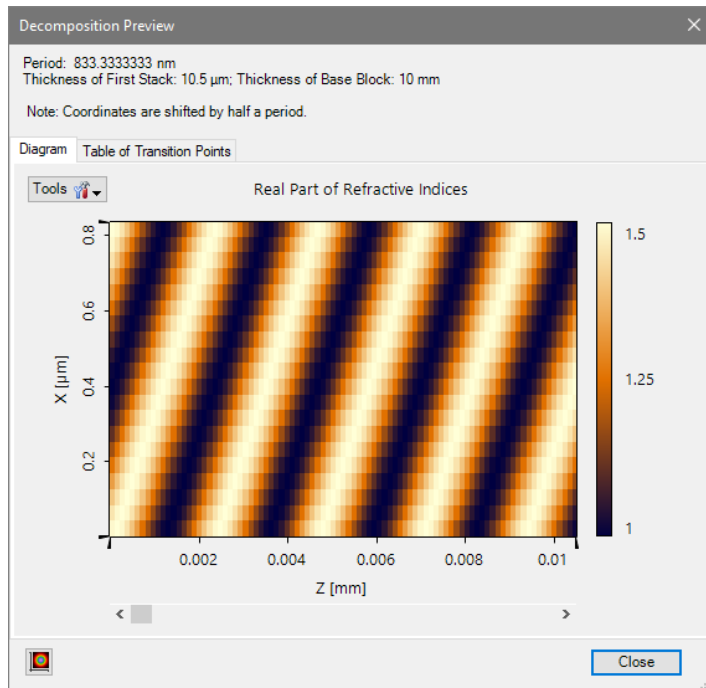 Decomposition Preview
Period: 833.3333333 nm
Thickness of First Stack: 10.5 µm; Thickness of Base Block: 10 mm
Note: Coordinates are shifted by half a period.
Diagram
Table of Transition Points
Tools
Real Part of Refractive Indices
0.8
0.6
0.4
0.2
X [µm]
1.5
1.25
1
0.002
0.004
0.006
0.008
0.01
Z [mm]
Close